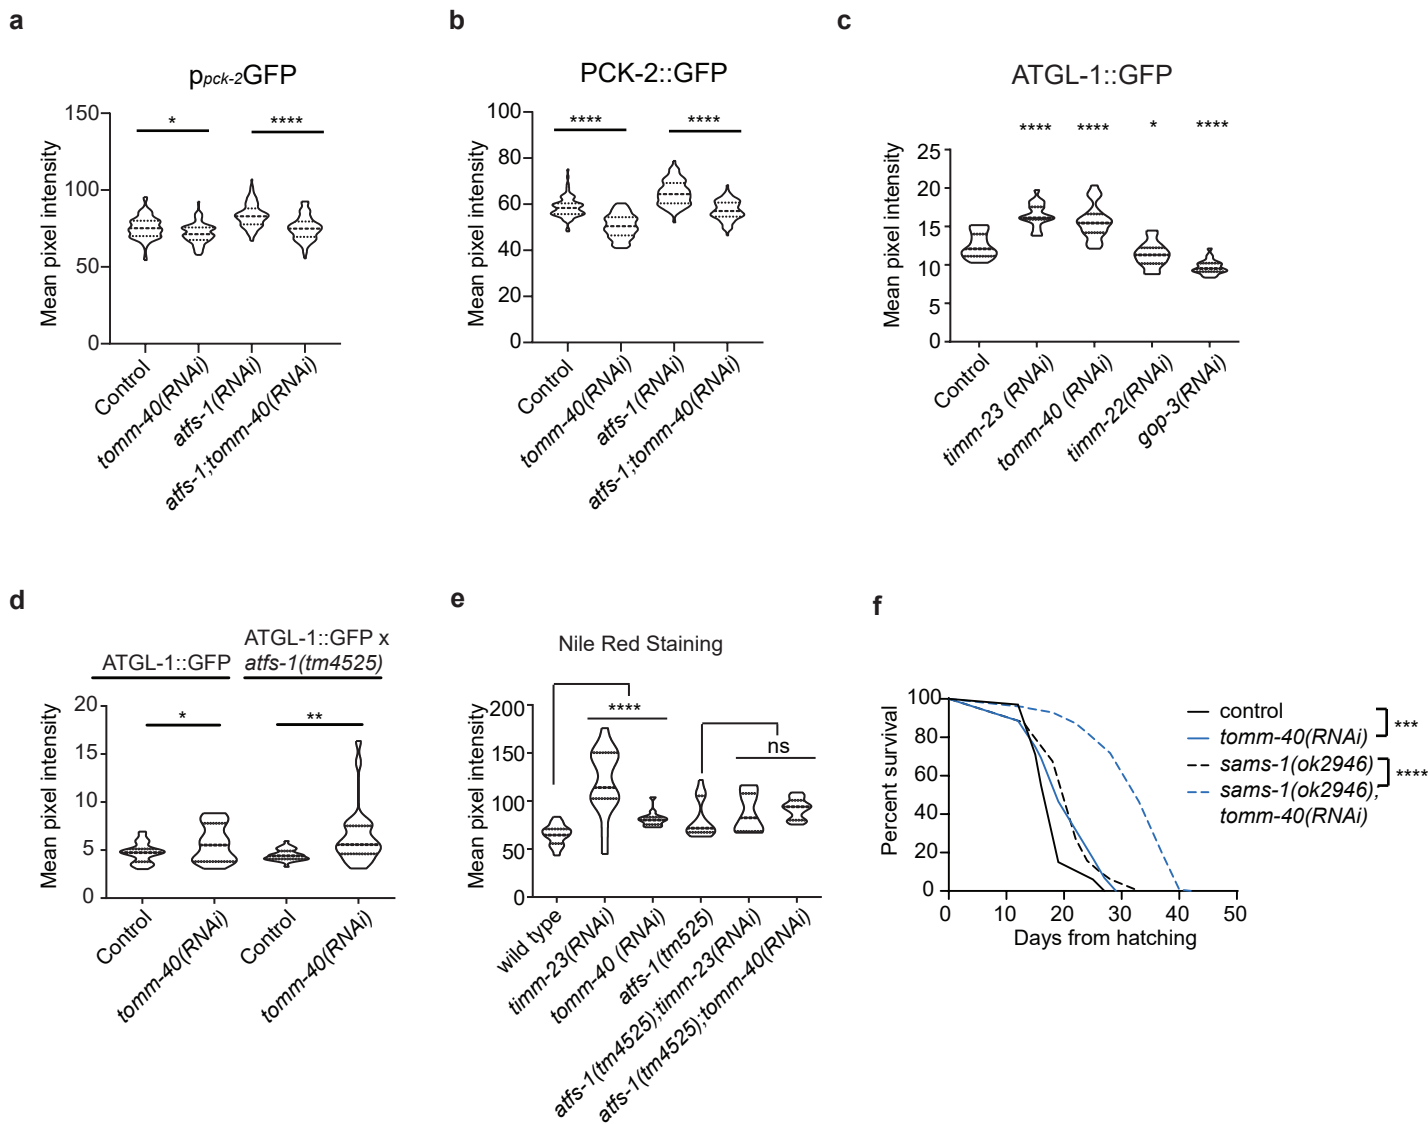 a
p pck-2GFP
Mean pixel intensity
150
100
50
0
*
****
Control
tomm-40(RNAi)
atfs-1(RNAi)
atfs-1;tomm-40(RNAi)
b
PCK-2::GFP
Mean pixel intensity
100
80
60
40
20
0
****
****
Control
tomm-40(RNAi)
atfs-1(RNAi)
atfs-1;tomm-40(RNAi)
c
ATGL-1::GFP
Mean pixel intensity
25
20
15
10
5
0
****
****
*
****
Control
timm-23 (RNAi)
tomm-40 (RNAi)
timm-22(RNAi)
gop-3(RNAi)
d
ATGL-1::GFP
ATGL-1::GFP x
atfs-1(tm4525)
Mean pixel intensity
20
15
10
5
0
*
**
Control
tomm-40(RNAi)
Control
tomm-40(RNAi)
e
Nile Red Staining
Mean pixel intensity
200
150
100
50
0
****
ns
wild type
timm-23(RNAi)
tomm-40 (RNAi)
atfs-1(tm525)
atfs-1(tm4525);timm-23(RNAi)
atfs-1(tm4525);tomm-40(RNAi)
f
Percent survival
100
80
60
40
20
0
0
10
20
30
40
50
Days from hatching
control
tomm-40(RNAi)
***
sams-1(ok2946)
sams-1(ok2946);
tomm-40(RNAi)
****